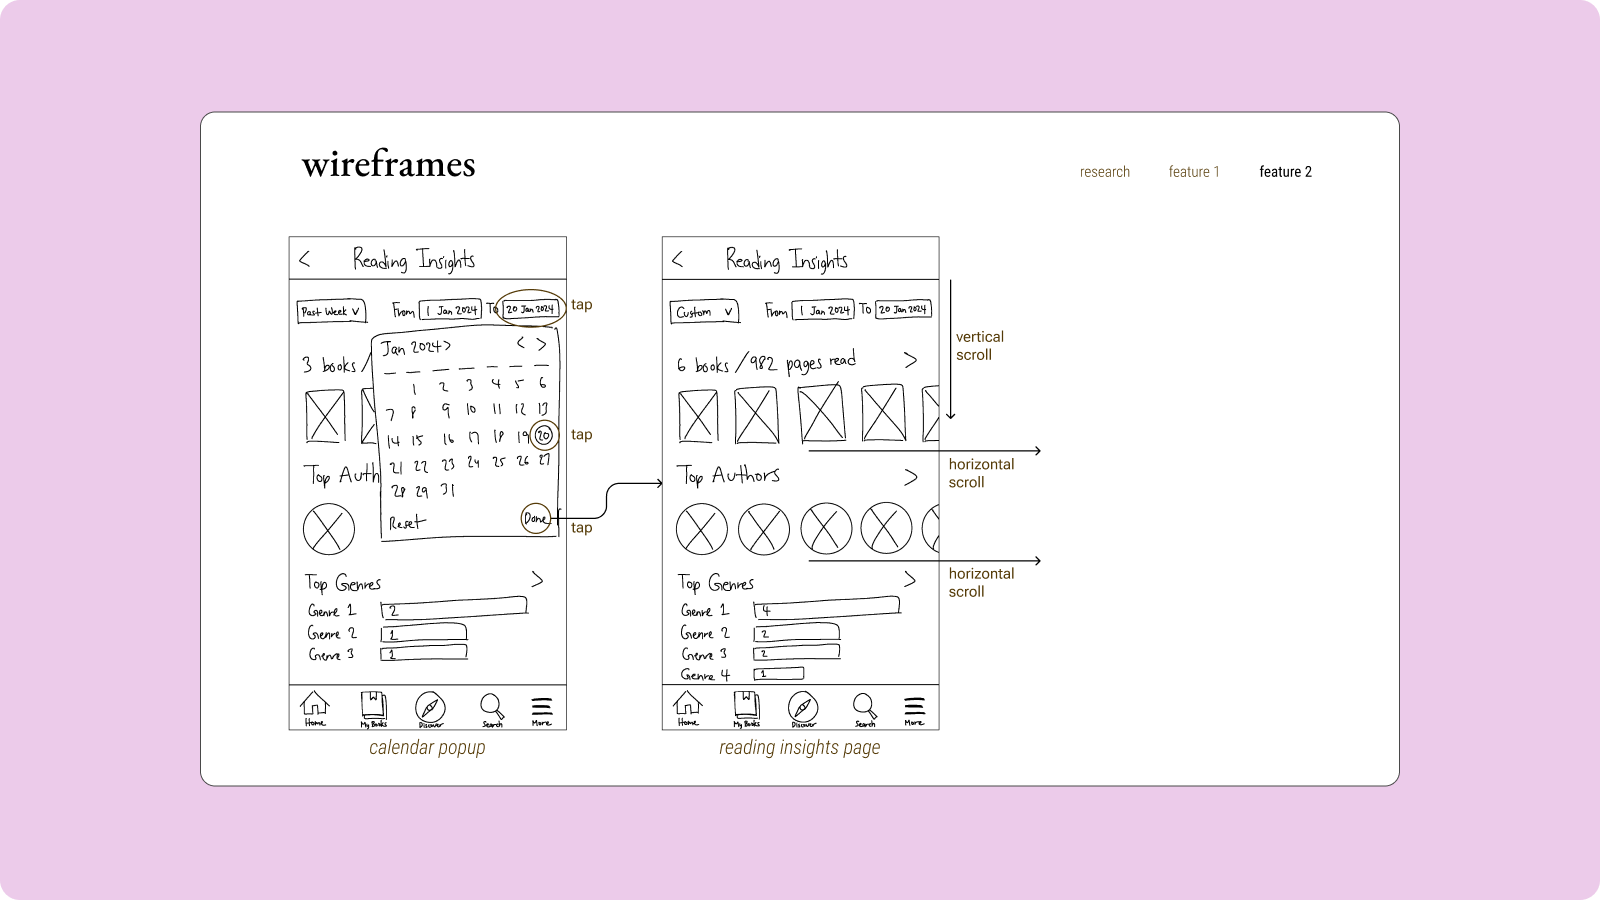 wireframes
research feature 1 feature 2
Reading Insights
Past Week From 1 Jan 2024 To 20 Jan 2024
tap
Jan 2024
3 books/
1 2 3 4 5 6
7 8 9 10 11 12 13
14 15 16 17 18 19 20
tap
21 22 23 24 25 26 27
Top Auth
28 29 31
Reset Done
tap
Top Genres
Genre 1 2
Genre 2 1
Genre 3 1
Home My Books Discover Search More
calendar popup
Reading Insights
Custom From 1 Jan 2024 To 20 Jan 2024
vertical
scroll
6 books /982 pages read
horizontal
scroll
Top Authors
horizontal
scroll
Top Genres
Genre 1 4
Genre 2 2
Genre 3 2
Genre 4 1
Home My Books Discover Search More
reading insights page